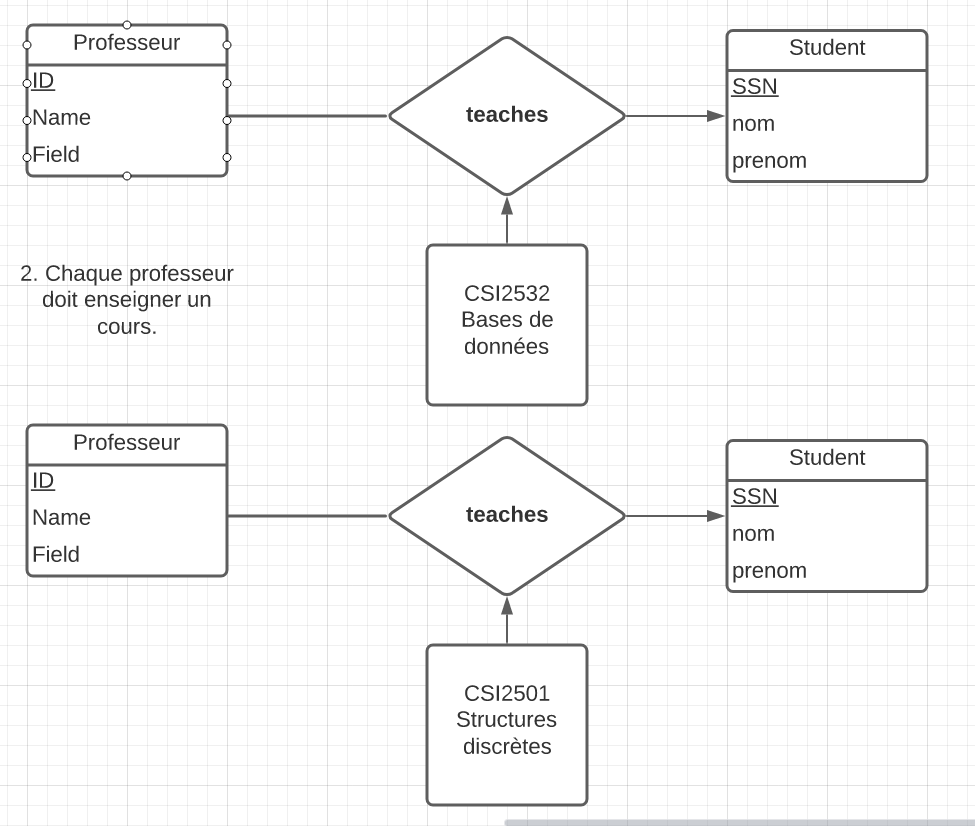 Professeur
ID
Name
Field
teaches
Student
SSN
nom
prenom
2. Chaque professeur
doit enseigner un
cours.
CSI2532
Bases de
données
Professeur
ID
Name
Field
teaches
Student
SSN
nom
prenom
CSI2501
Structures
discrètes